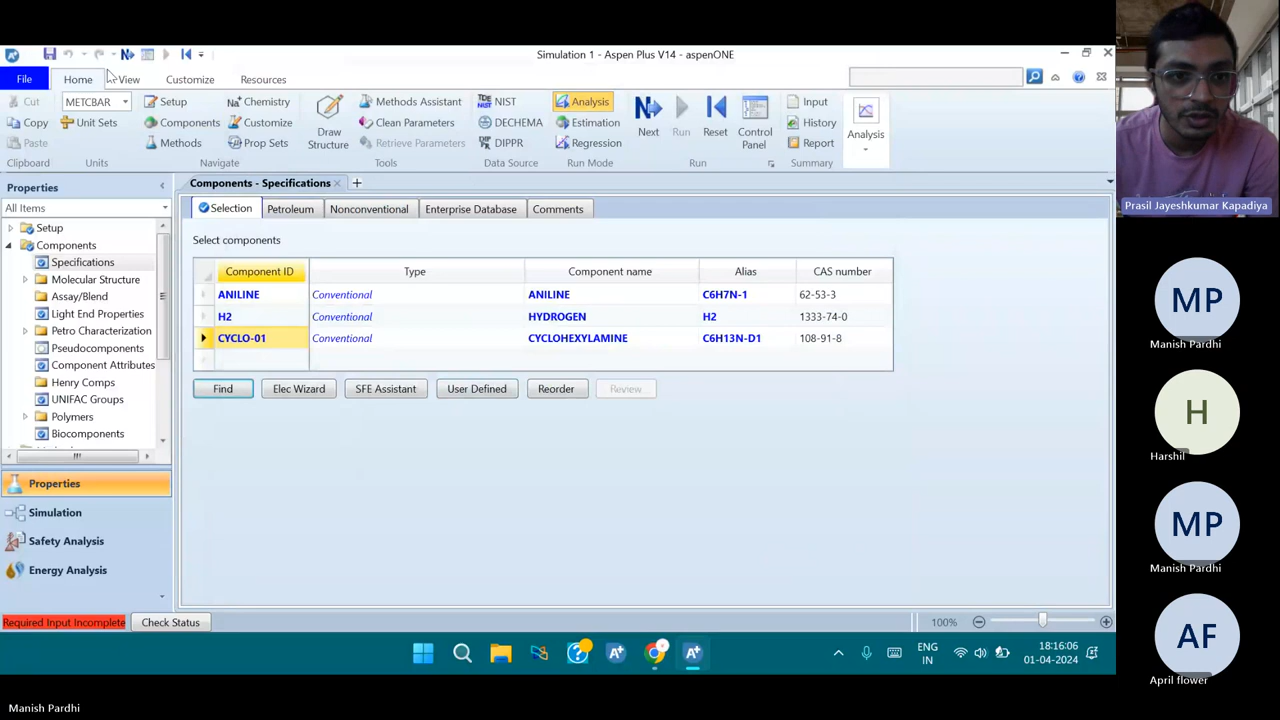 Simulation 1 - Aspen Plus V14 - aspenONE
File Home View Customize Resources
Cut METCBAR Setup Chemistry Methods Assistant NIST Analysis Input
Copy Unit Sets Components Customize Clean Parameters DECHEMA Estimation History
Paste Methods Prop Sets Draw Structure Retrieve Parameters DIPPR Regression Next Run Reset Control Panel Report Analysis
Clipboard Units Navigate Tools Data Source Run Mode Run Summary
Properties
All Items
Setup
Components
Specifications
Molecular Structure
Assay/Blend
Light End Properties
Petro Characterization
Pseudocomponents
Component Attributes
Henry Comps
UNIFAC Groups
Polymers
Biocomponents
Properties
Simulation
Safety Analysis
Energy Analysis
Components - Specifications
Selection Petroleum Nonconventional Enterprise Database Comments
Select components
Component ID Type Component name Alias CAS number
ANILINE Conventional ANILINE C6H7N-1 62-53-3
H2 Conventional HYDROGEN H2 1333-74-0
CYCLO-01 Conventional CYCLOHEXYLAMINE C6H13N-D1 108-91-8
Find Elec Wizard SFE Assistant User Defined Reorder Review...
Required Input Incomplete Check Status 100%
ENG
IN
18:16:06
01-04-2024
Manish Pardhi
Prasil Jayeshkumar Kapadiya
MP
Manish Pardhi
H
Harshil
MP
Manish Pardhi
AF
April flower